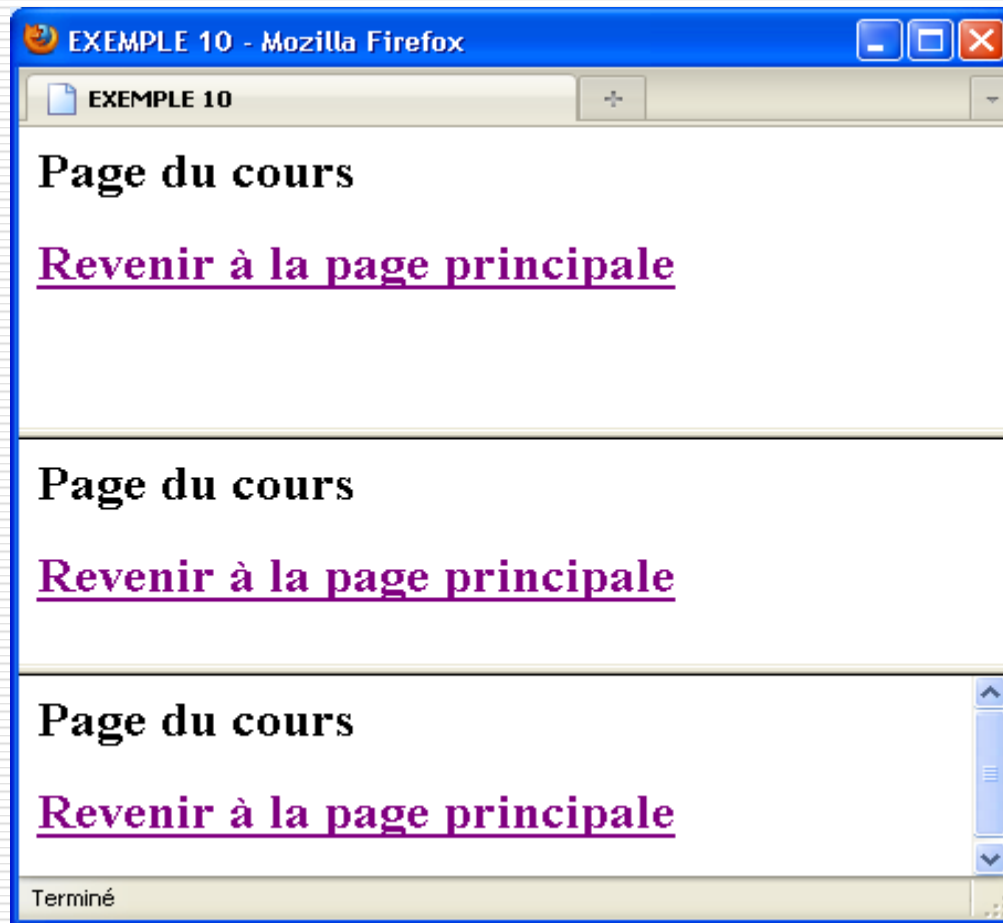 EXEMPLE 10 - Mozilla Firefox
EXEMPLE 10
Page du cours
Revenir à la page principale
Page du cours
Revenir à la page principale
Page du cours
Revenir à la page principale
Terminé